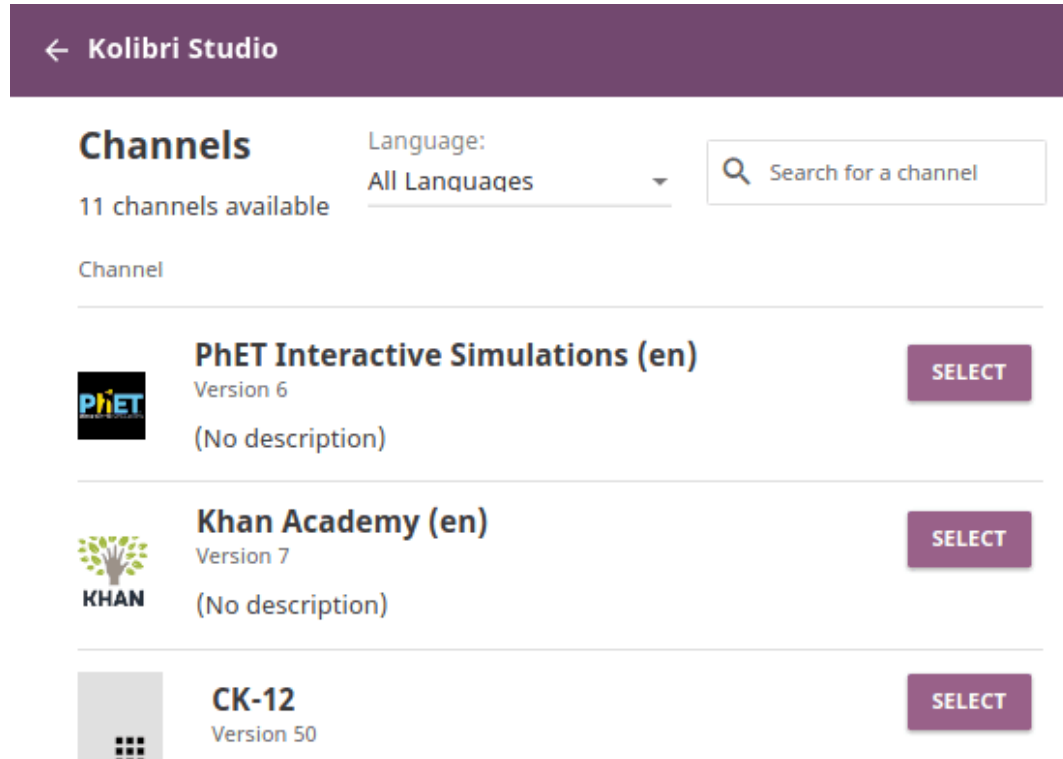 Kolibri Studio
Channels
Language:
All Languages
Search for a channel
11 channels available
Channel
PhET Interactive Simulations (en)
Version 6
(No description)
SELECT
PhET
Khan Academy (en)
Version 7
(No description)
SELECT
KHAN
CK-12
Version 50
SELECT